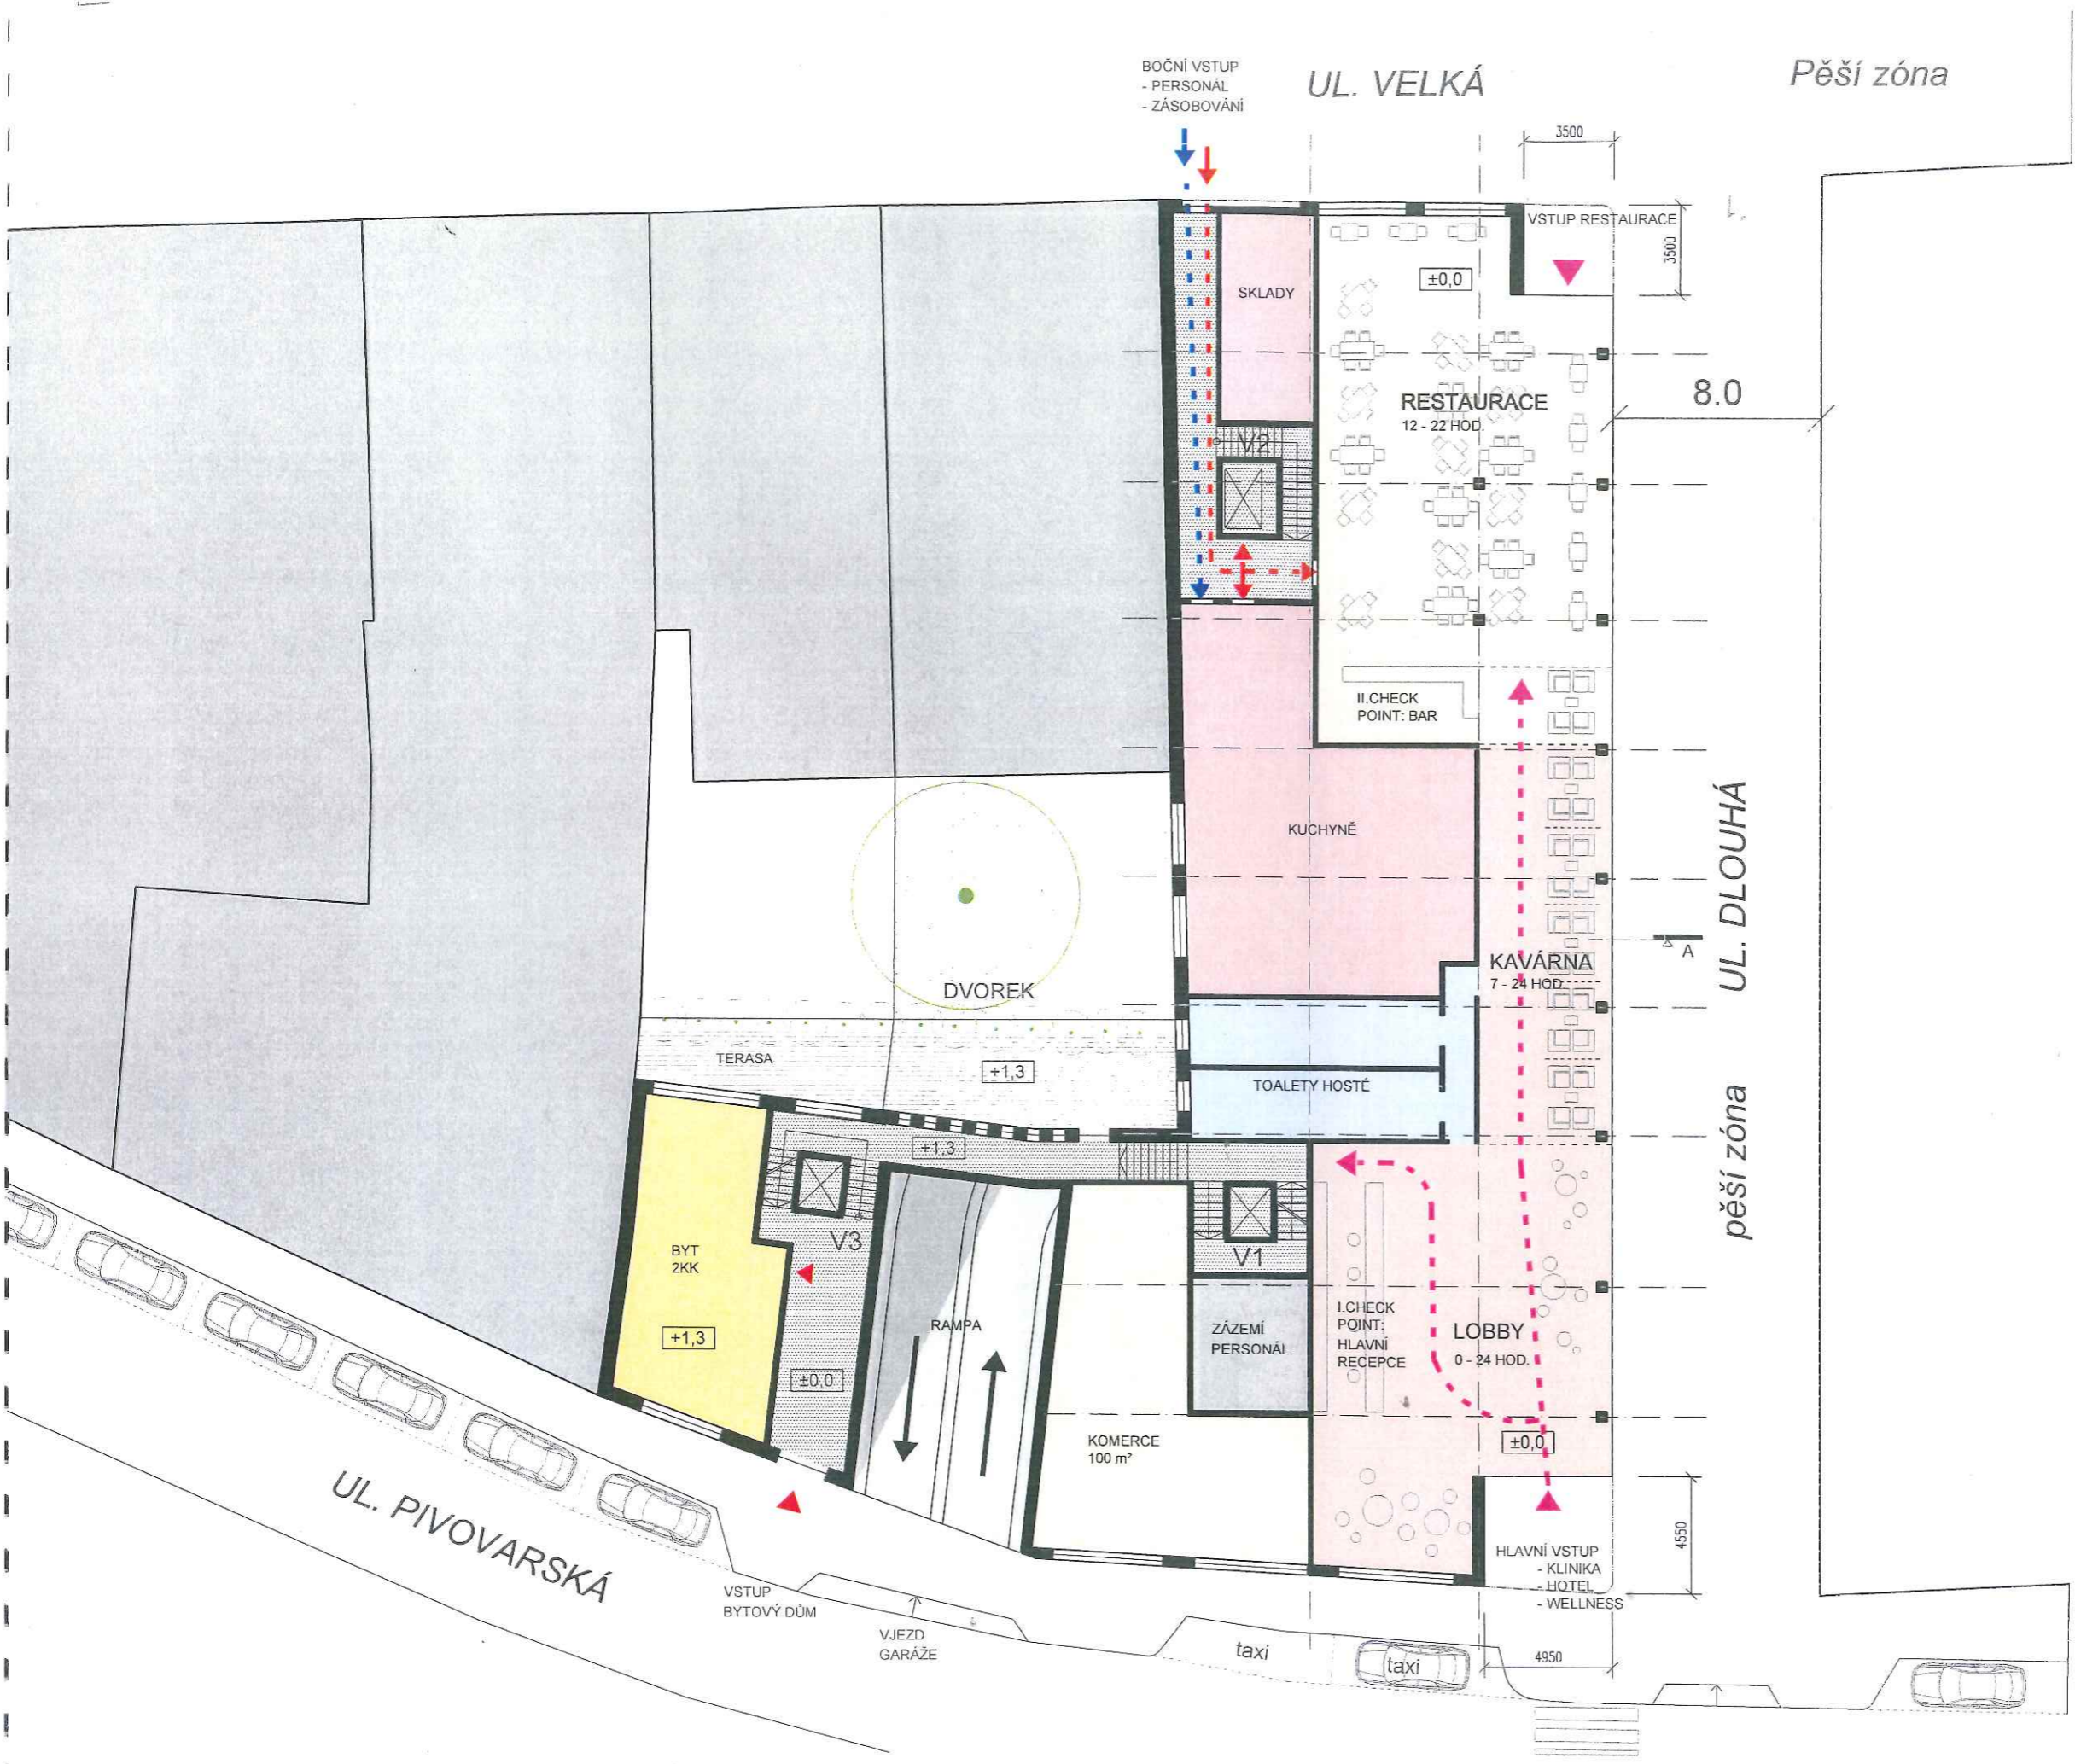 BOČNÍ VSTUP
- PERSONÁL
- ZÁSOBOVÁNÍ
UL. VELKÁ
Pěší zóna
3500
VSTUP RESTAURACE
3500
±0,0
SKLADY
8.0
RESTAURACE
12 - 22 HOD.
V2
II.CHECK
POINT: BAR
KUCHYNĚ
UL. DLOUHÁ
pěší zóna
A
KAVÁRNA
7 - 24 HOD.
DVOREK
TERASA
+1,3
TOALETY HOSTÉ
+1,3
V3
V1
BYT
2KK
+1,3
±0,0
RAMPA
ZÁZEMÍ
PERSONÁL
I.CHECK
POINT:
HLAVNÍ
RECEPCE
LOBBY
0 - 24 HOD.
±0,0
KOMERCE
100 m²
4550
HLAVNÍ VSTUP
- KLINIKA
- HOTEL
- WELLNESS
UL. PIVOVARSKÁ
VSTUP
BYTOVÝ DŮM
VJEZD
GARÁŽE
taxi
taxi
4950